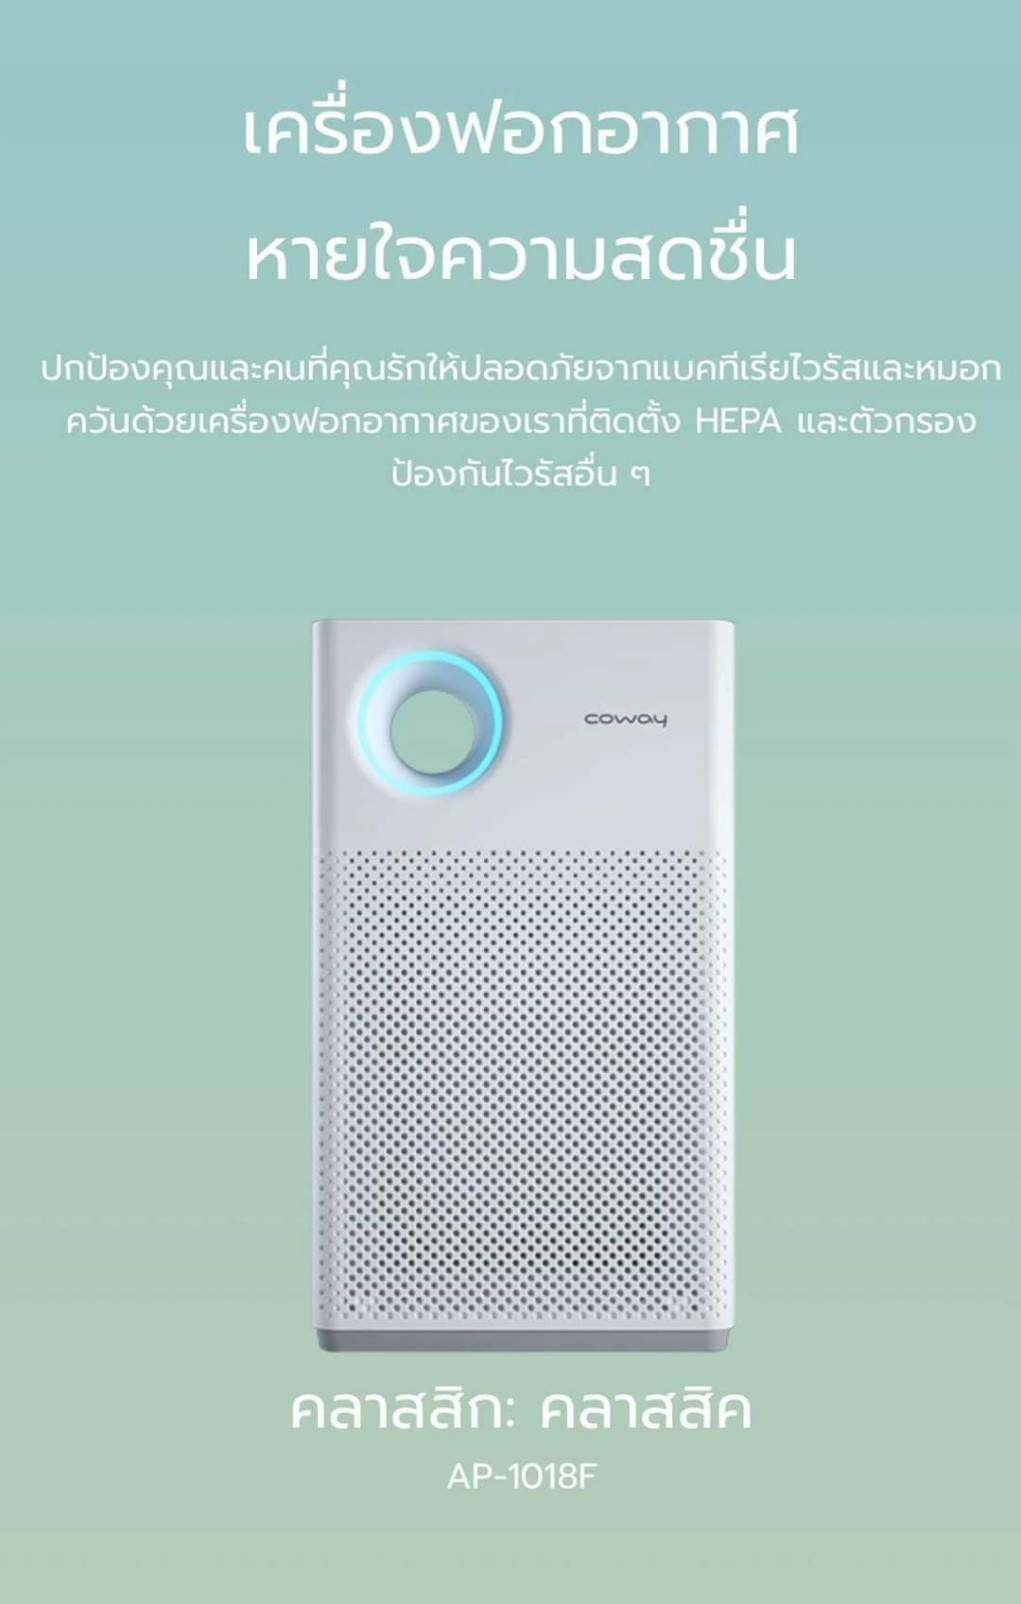 เครื่องฟอกอากาศ
หายใจความสดชื่น
ปกป้องคุณและคนที่คุณรักให้ปลอดภัยจากแบคทีเรียไวรัสและหมอก
ควันด้วยเครื่องฟอกอากาศของเราที่ติดตั้ง HEPA และตัวกรอง
ป้องกันไวรัสอื่น ๆ
coway
คลาสสิก: คลาสสิค
AP-1018F